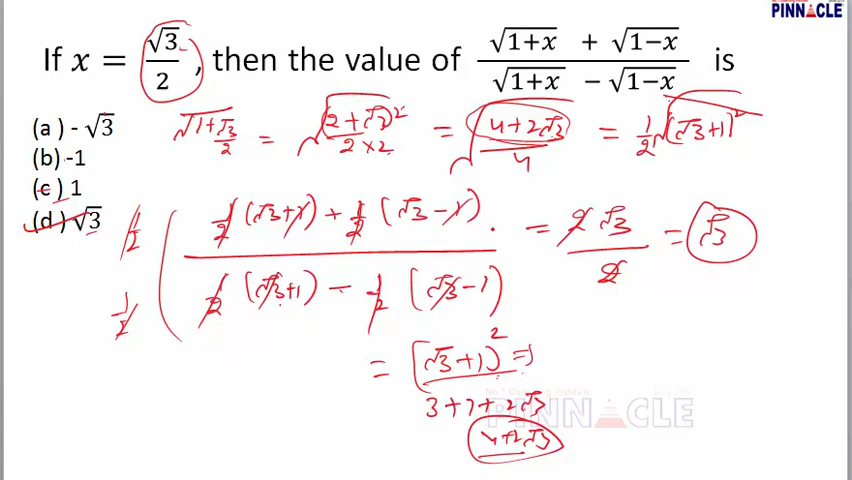 PINNACLE
If x = √3/2, then the value of (√1+x + √1−x)/(√1+x − √1−x) is
(a ) - √3
(b) -1
(c ) 1
(d ) √3
√1+√3/2 = √(2+√3)×2/2×2 = √4+2√3/4 = 1/2 √(√3+1)²
1/2 (√3+1) + 1/2 (√3−1) = 2√3/2 = √3
1/2 (√3+1) − 1/2 (√3−1)
= (√3+1)² ⇒
3+1+2√3
4+2√3
PINNACLE